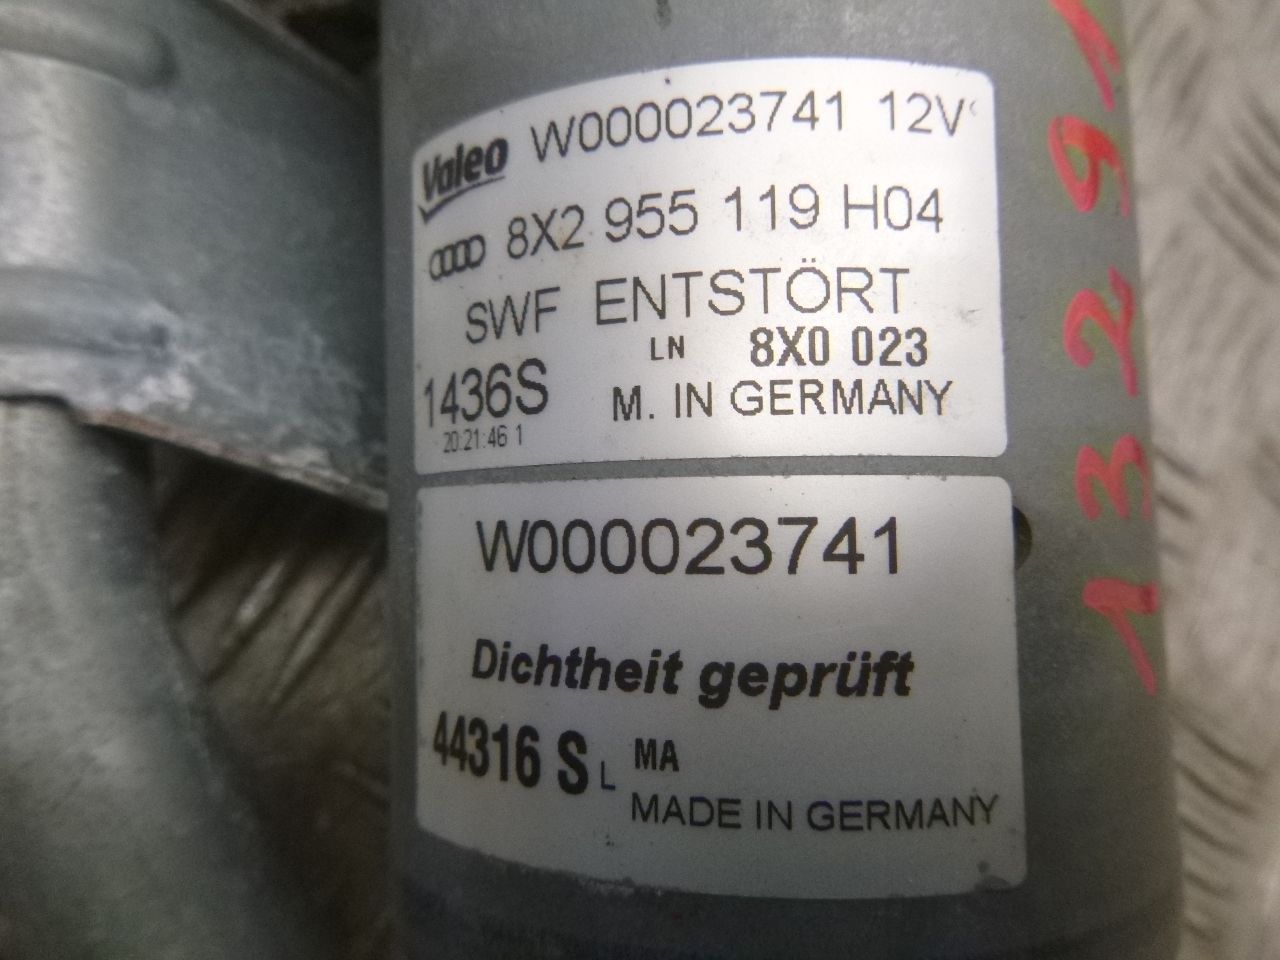 Valeo W000023741 12V
8X2 955 119 H04
SWF ENTSTÖRT
LN 8X0 023
1436S M. IN GERMANY
20:21:46 1
W000023741
Dichtheit geprüft
44316 S L MA
MADE IN GERMANY
1329